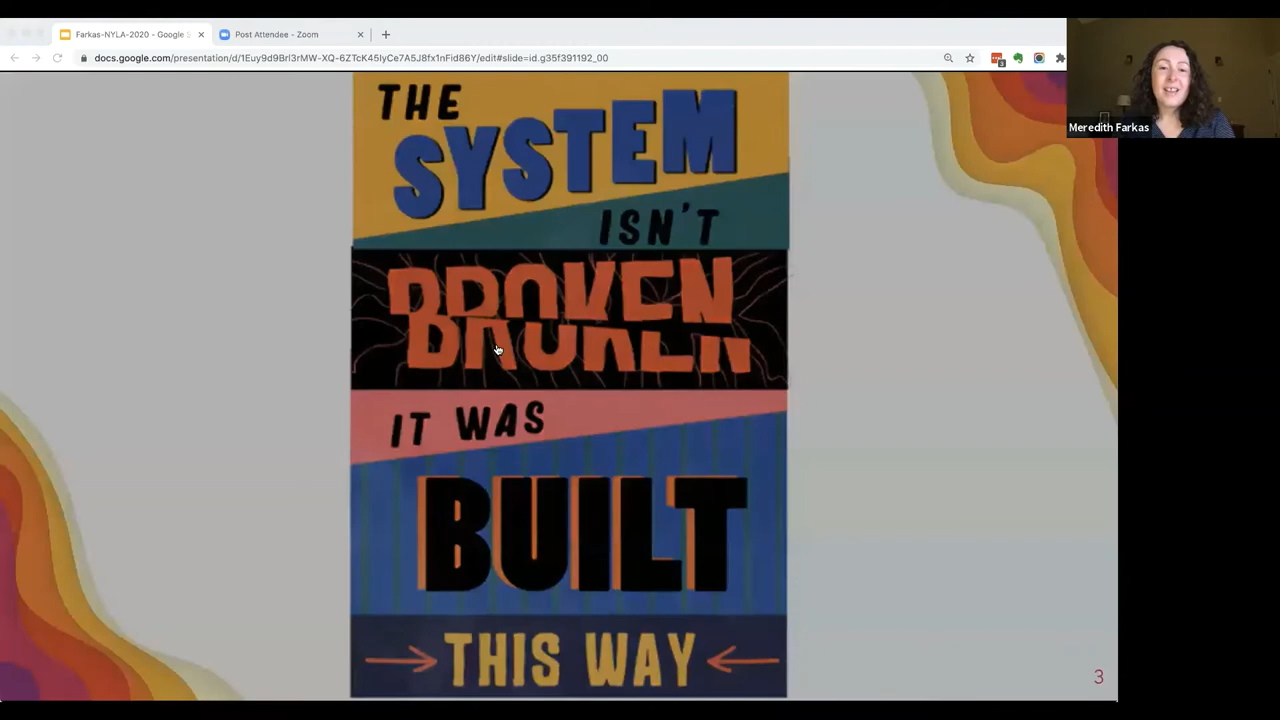 Farkas-NYLA-2020 - Google S
Post Attendee - Zoom
docs.google.com/presentation/d/1Euy9d9Brl3rMW-XQ-6ZTcK45IyCe7A5J8fx1nFid86Y/edit#slide=id.g35f391192_00
Meredith Farkas
THE
SYSTEM
ISN'T
BROKEN
IT WAS
BUILT
THIS WAY
3